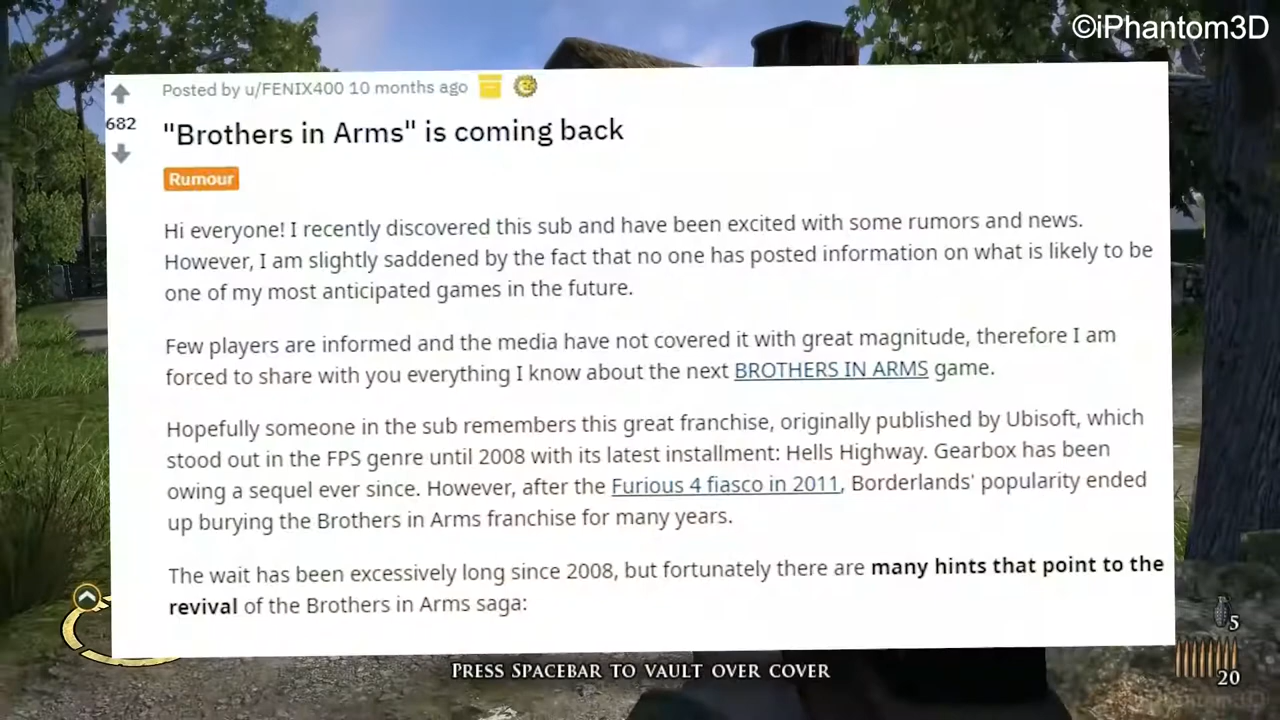 ©iPhantom3D
Posted by u/FENIX400 10 months ago
682
"Brothers in Arms" is coming back
Rumour
Hi everyone! I recently discovered this sub and have been excited with some rumors and news.
However, I am slightly saddened by the fact that no one has posted information on what is likely to be
one of my most anticipated games in the future.
Few players are informed and the media have not covered it with great magnitude, therefore I am
forced to share with you everything I know about the next BROTHERS IN ARMS game.
Hopefully someone in the sub remembers this great franchise, originally published by Ubisoft, which
stood out in the FPS genre until 2008 with its latest installment: Hells Highway. Gearbox has been
owing a sequel ever since. However, after the Furious 4 fiasco in 2011, Borderlands' popularity ended
up burying the Brothers in Arms franchise for many years.
The wait has been excessively long since 2008, but fortunately there are many hints that point to the
revival of the Brothers in Arms saga:
5
PRESS SPACEBAR TO VAULT OVER COVER
20
iPhantom3D